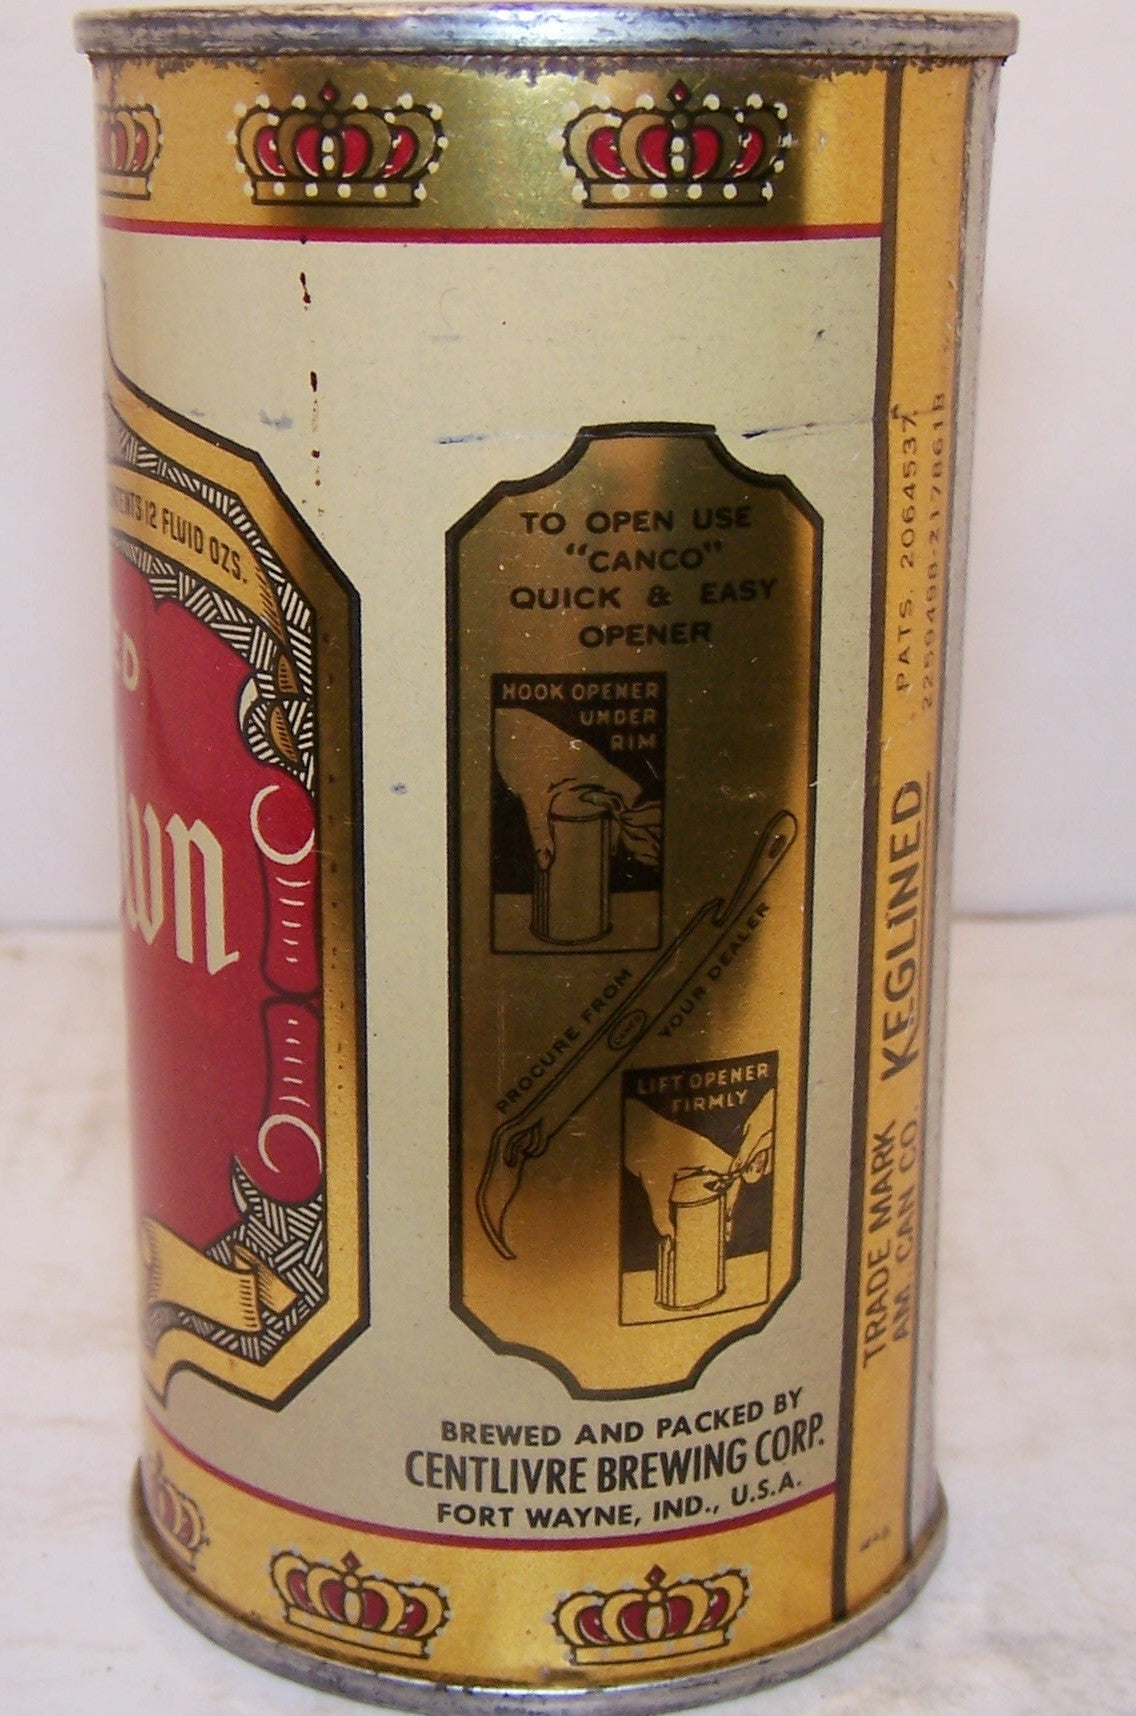 12 FLUID OZS.
TO OPEN USE
"CANCO"
QUICK & EASY
OPENER
HOOK OPENER
UNDER
RIM
PROCURE FROM
YOUR DEALER
LIFT OPENER
FIRMLY
BREWED AND PACKED BY
CENTLIVRE BREWING CORP.
FORT WAYNE, IND., U.S.A.
TRADE MARK KEGLINED PATS. 2064537
AM. CAN CO. 2259498-2178618